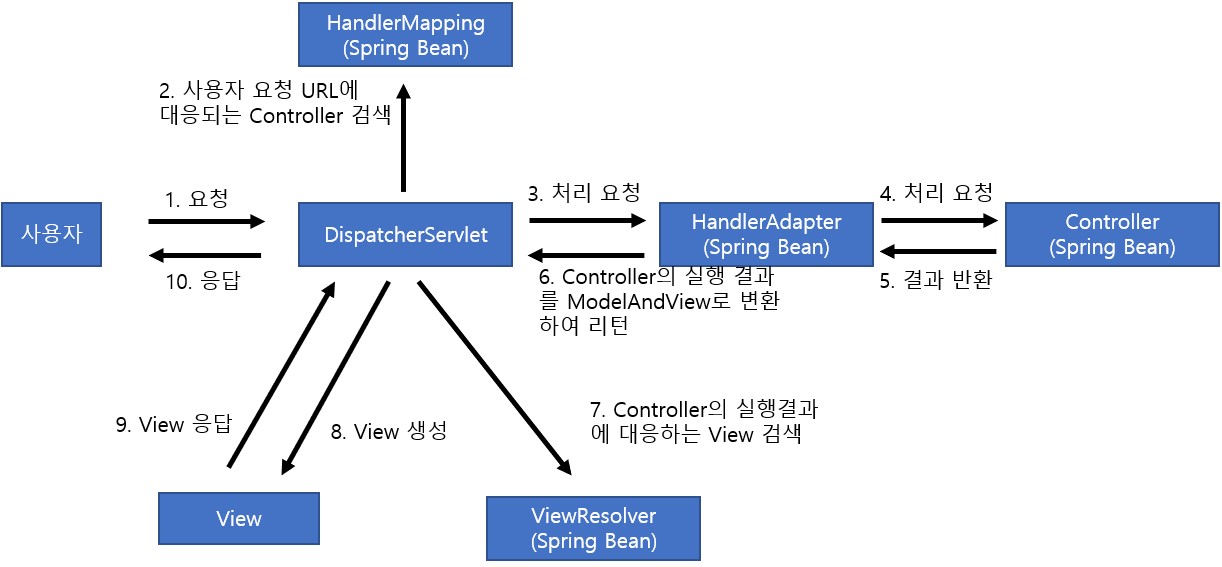 HandlerMapping
(Spring Bean)
2. 사용자 요청 URL에
대응되는 Controller 검색
1. 요청
3. 처리 요청
4. 처리 요청
사용자
DispatcherServlet
HandlerAdapter
(Spring Bean)
Controller
(Spring Bean)
10. 응답
6. Controller의 실행 결과
를 ModelAndView로 변환
하여 리턴
5. 결과 반환
9. View 응답
8. View 생성
7. Controller의 실행결과
에 대응하는 View 검색
View
ViewResolver
(Spring Bean)